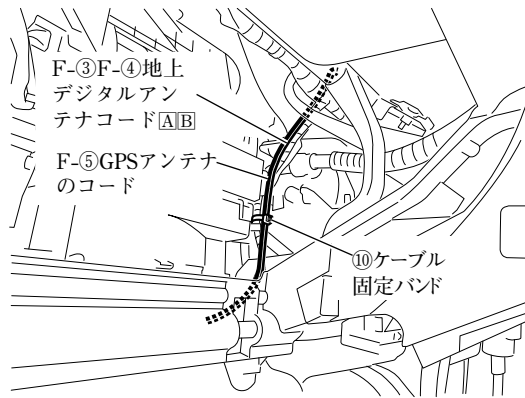 F-③F-④地上
デジタルアン
テナコード🄰🄱
F-⑤GPSアンテナ
のコード
⑩ケーブル
固定バンド